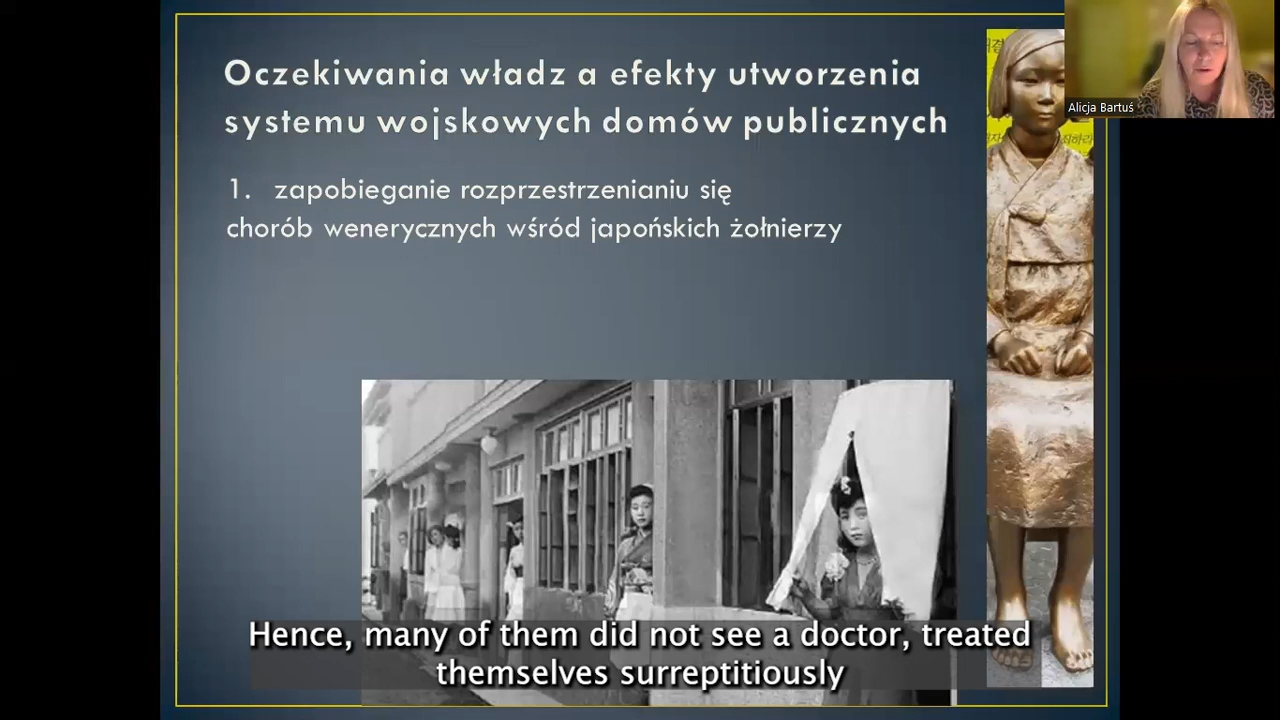 Oczekiwania władz a efekty utworzenia
systemu wojskowych domów publicznych
Alicja Bartuś
1. zapobieganie rozprzestrzenianiu się
chorób wenerycznych wśród japońskich żołnierzy
Hence, many of them did not see a doctor, treated
themselves surreptitiously